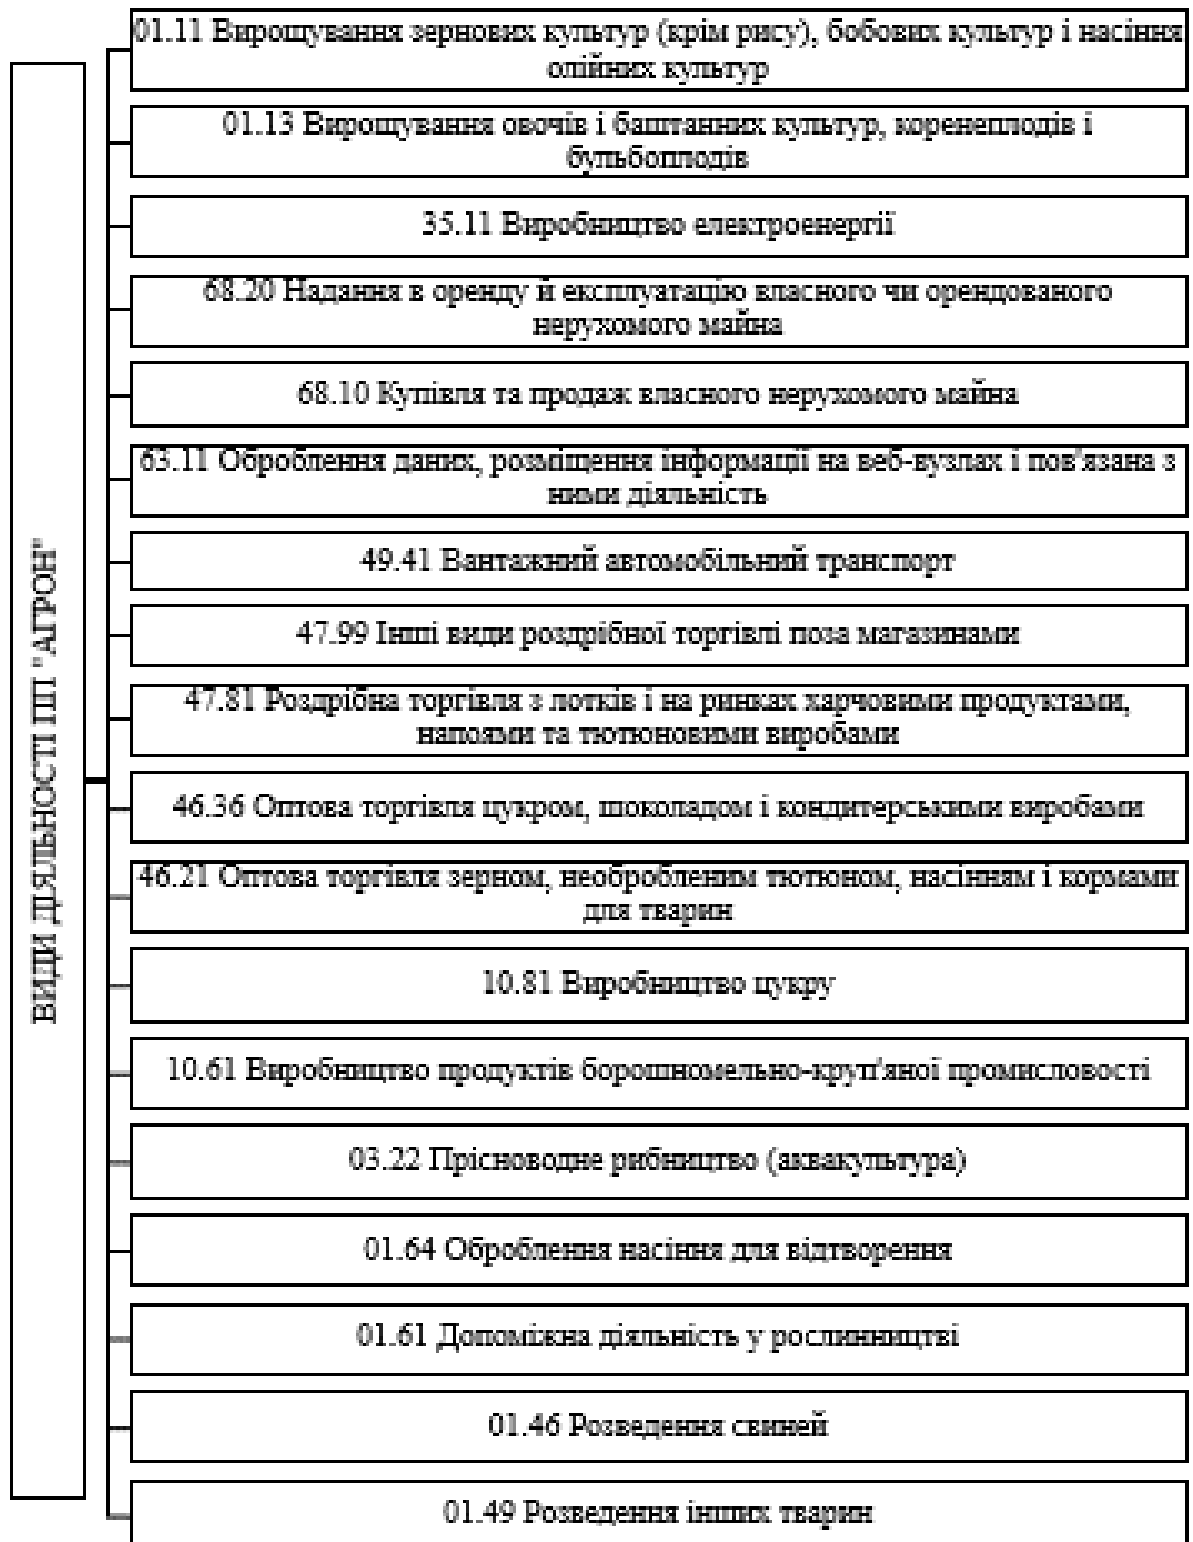 ВИДИ ДІЯЛЬНОСТІ ПП "АГРОН"
01.11 Вирощування зернових культур (крім рису), бобових культур і насіння
олійних культур
01.13 Вирощування овочів і баштанних культур, коренеплодів і
бульбоплодів
35.11 Виробництво електроенергії
68.20 Надання в оренду й експлуатацію власного чи орендованого
нерухомого майна
68.10 Купівля та продаж власного нерухомого майна
63.11 Оброблення даних, розміщення інформації на веб-вузлах і пов'язана з
ними діяльність
49.41 Вантажний автомобільний транспорт
47.99 Інші види роздрібної торгівлі поза магазинами
47.81 Роздрібна торгівля з лотків і на ринках харчовими продуктами,
напоями та тютюновими виробами
46.36 Оптова торгівля цукром, шоколадом і кондитерськими виробами
46.21 Оптова торгівля зерном, необробленим тютюном, насінням і кормами
для тварин
10.81 Виробництво цукру
10.61 Виробництво продуктів борошномельно-круп'яної промисловості
03.22 Прісноводне рибництво (аквакультура)
01.64 Оброблення насіння для відтворення
01.61 Допоміжна діяльність у рослинництві
01.46 Розведення свиней
01.49 Розведення інших тварин